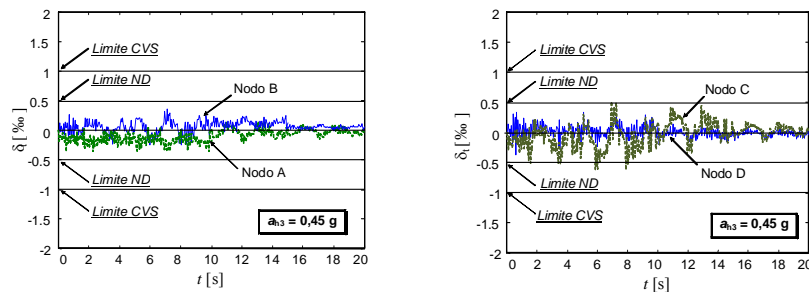 2
1.5
1
0.5
0
-0.5
-1
-1.5
-2
δ [‰]
Limite CVS
Limite ND
Nodo B
Nodo A
Limite ND
Limite CVS
a_h3 = 0,45 g
0 2 4 6 8 10 12 14 16 18 20
t [s]
2
1.5
1
0.5
0
-0.5
-1
-1.5
-2
δ_t [‰]
Limite CVS
Limite ND
Nodo C
Nodo D
Limite ND
Limite CVS
a_h3 = 0,45 g
0 2 4 6 8 10 12 14 16 18 20
t [s]